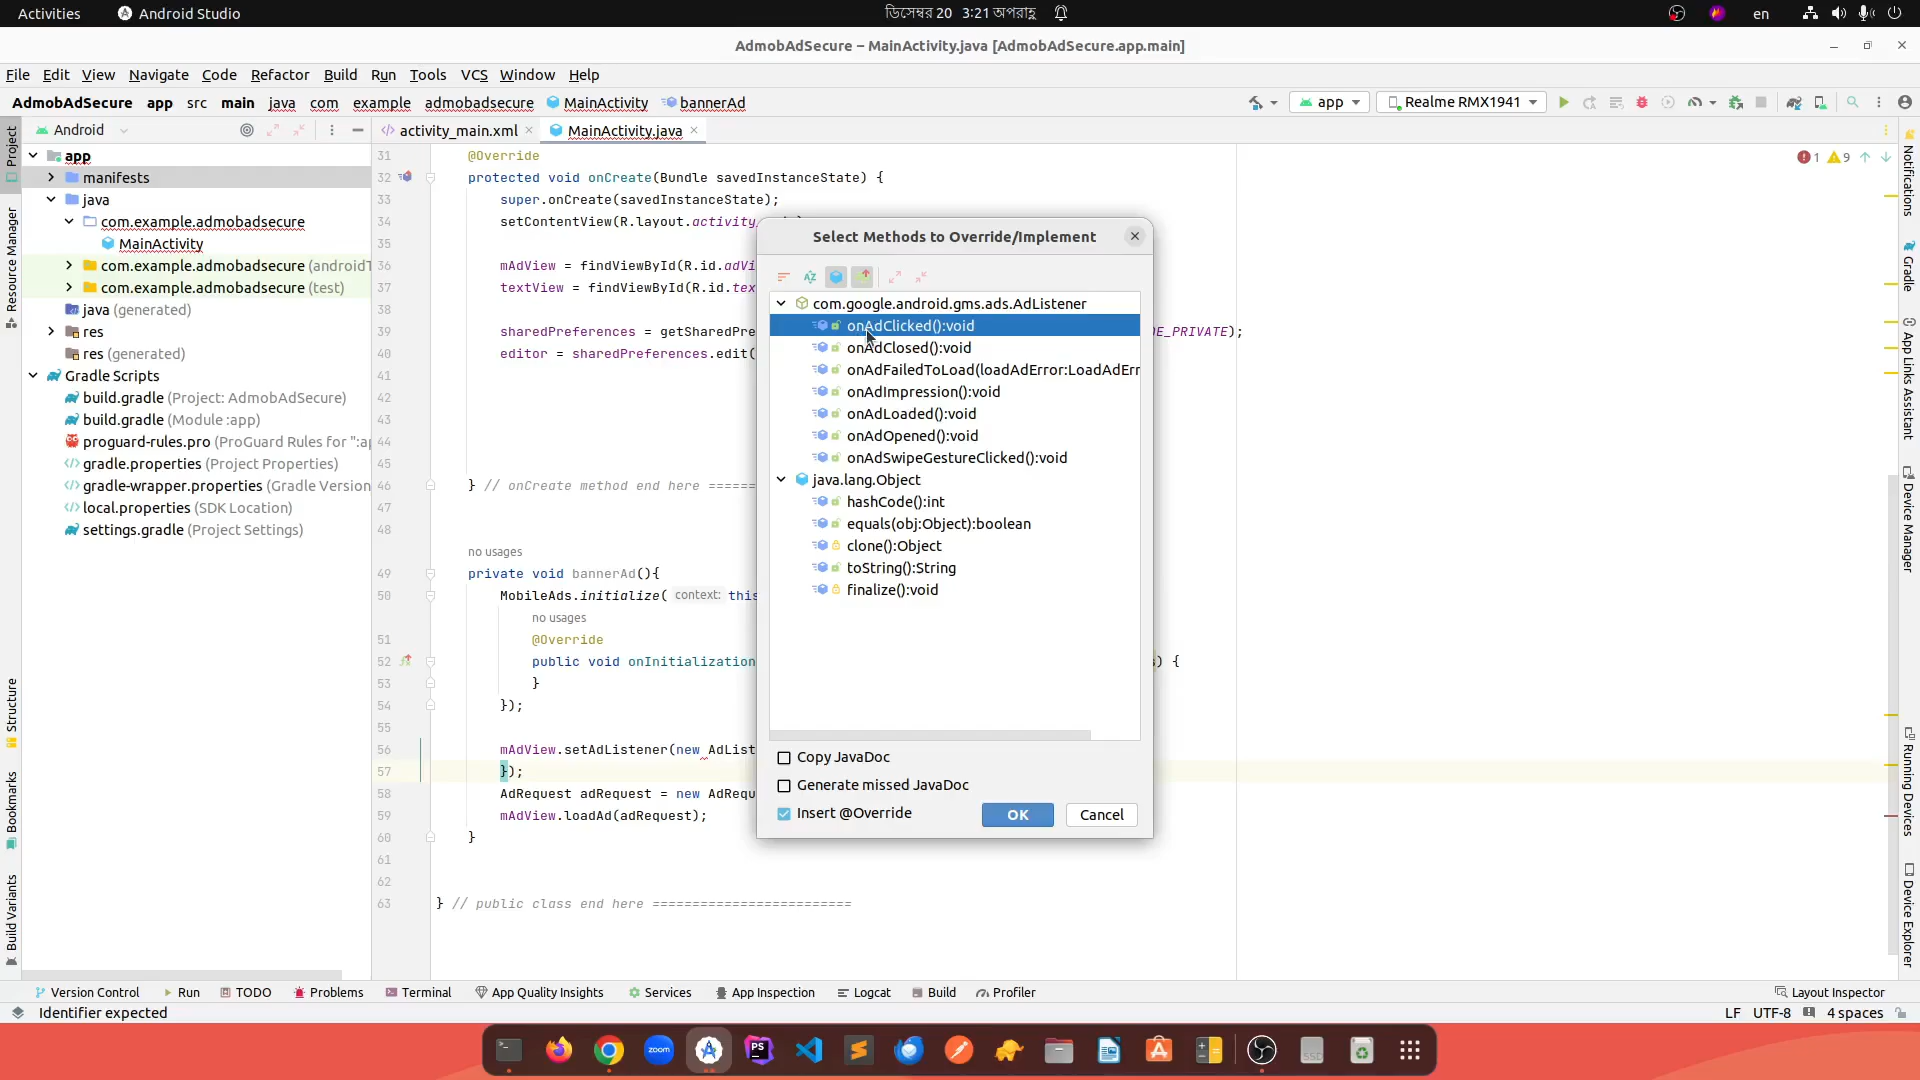 Activities
Android Studio
ডিসেম্বর 20 3:21 অপরাহ্ণ
en
AdmobAdSecure – MainActivity.java [AdmobAdSecure.app.main]
File Edit View Navigate Code Refactor Build Run Tools VCS Window Help
AdmobAdSecure app src main java com example admobadsecure MainActivity bannerAd
app
Realme RMX1941
Android
activity_main.xml
MainActivity.java
Project
Resource Manager
Structure
Bookmarks
Build Variants
app
manifests
java
com.example.admobadsecure
MainActivity
com.example.admobadsecure (androidT
com.example.admobadsecure (test)
java (generated)
res
res (generated)
Gradle Scripts
build.gradle (Project: AdmobAdSecure)
build.gradle (Module :app)
proguard-rules.pro (ProGuard Rules for ":ap
gradle.properties (Project Properties)
gradle-wrapper.properties (Gradle Version
local.properties (SDK Location)
settings.gradle (Project Settings)
1 9
31 @Override
32 protected void onCreate(Bundle savedInstanceState) {
33 super.onCreate(savedInstanceState);
34 setContentView(R.layout.activity_
35
36 mAdView = findViewById(R.id.adVi
37 textView = findViewById(R.id.tex
38
39 sharedPreferences = getSharedPre DE_PRIVATE);
40 editor = sharedPreferences.edit(
41
42
43
44
45
46 } // onCreate method end here ======
47
48
no usages
49 private void bannerAd(){
50 MobileAds.initialize( context: this
no usages
51 @Override
52 public void onInitialization s) {
53 }
54 });
55
56 mAdView.setAdListener(new AdList
57 });
58 AdRequest adRequest = new AdRequ
59 mAdView.loadAd(adRequest);
60 }
61
62
63 } // public class end here =========================
Select Methods to Override/Implement
com.google.android.gms.ads.AdListener
onAdClicked():void
onAdClosed():void
onAdFailedToLoad(loadAdError:LoadAdErr
onAdImpression():void
onAdLoaded():void
onAdOpened():void
onAdSwipeGestureClicked():void
java.lang.Object
hashCode():int
equals(obj:Object):boolean
clone():Object
toString():String
finalize():void
Copy JavaDoc
Generate missed JavaDoc
Insert @Override
OK
Cancel
Notifications
Gradle
App Links Assistant
Device Manager
Running Devices
Device Explorer
Version Control Run TODO Problems Terminal App Quality Insights Services App Inspection Logcat Build Profiler Layout Inspector
Identifier expected
LF UTF-8 4 spaces
zoom
PS
SSD